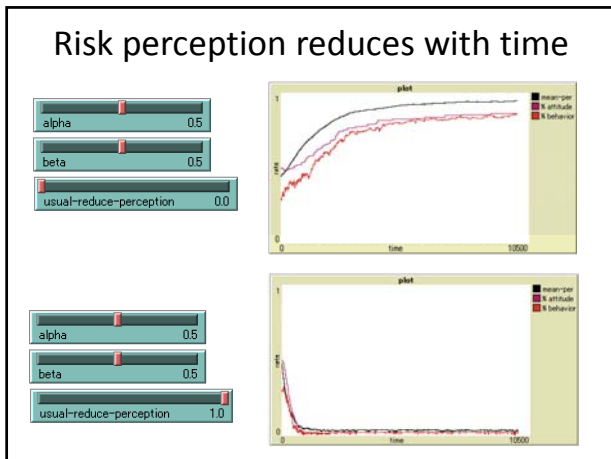 Risk perception reduces with time
alpha 0.5
beta 0.5
usual-reduce-perception 0.0
plot
1
rate
0
0 time 10500
mean-per
% attitude
% behavior
alpha 0.5
beta 0.5
usual-reduce-perception 1.0
plot
1
rate
0
0 time 10500
mean-per
% attitude
% behavior